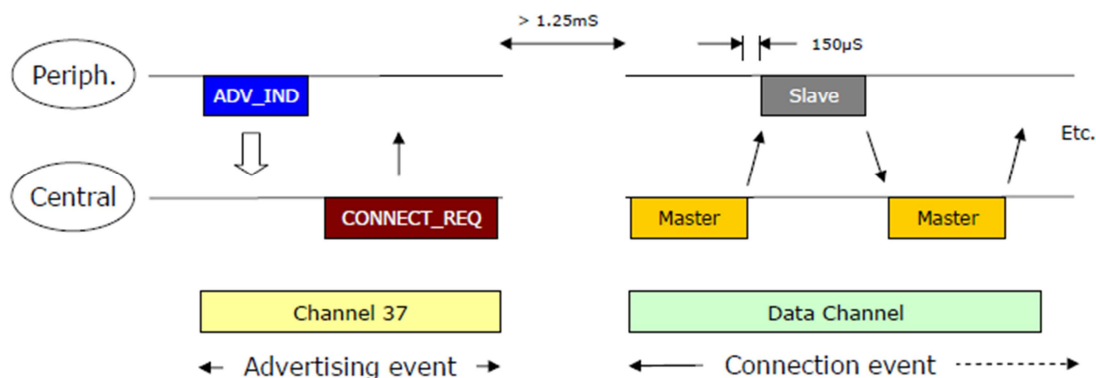 > 1.25mS
150µS
Periph.
ADV_IND
Slave
Etc.
Central
CONNECT_REQ
Master
Master
Channel 37
Data Channel
Advertising event
Connection event